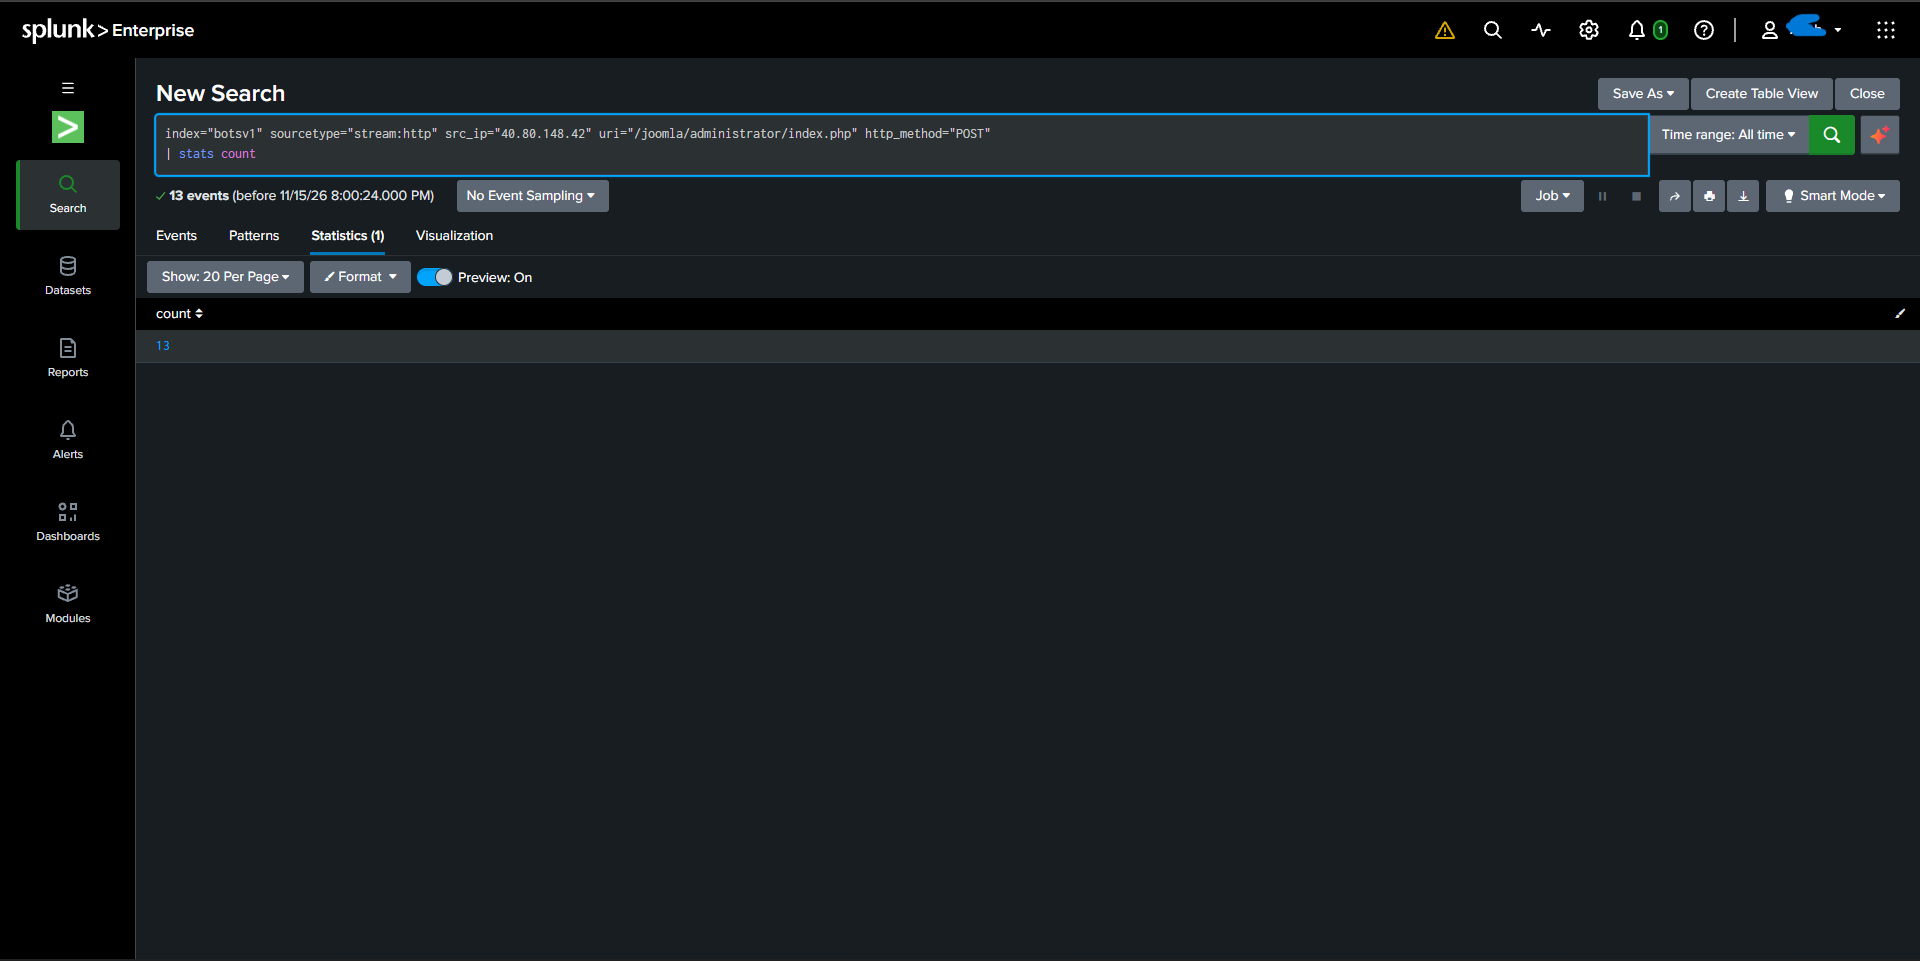 splunk> Enterprise
1
New Search
Save As
Create Table View
Close
index="botsv1" sourcetype="stream:http" src_ip="40.80.148.42" uri="/joomla/administrator/index.php" http_method="POST"
| stats count
Time range: All time
13 events (before 11/15/26 8:00:24.000 PM)
No Event Sampling
Job
Smart Mode
Search
Events
Patterns
Statistics (1)
Visualization
Datasets
Show: 20 Per Page
Format
Preview: On
count
13
Reports
Alerts
Dashboards
Modules